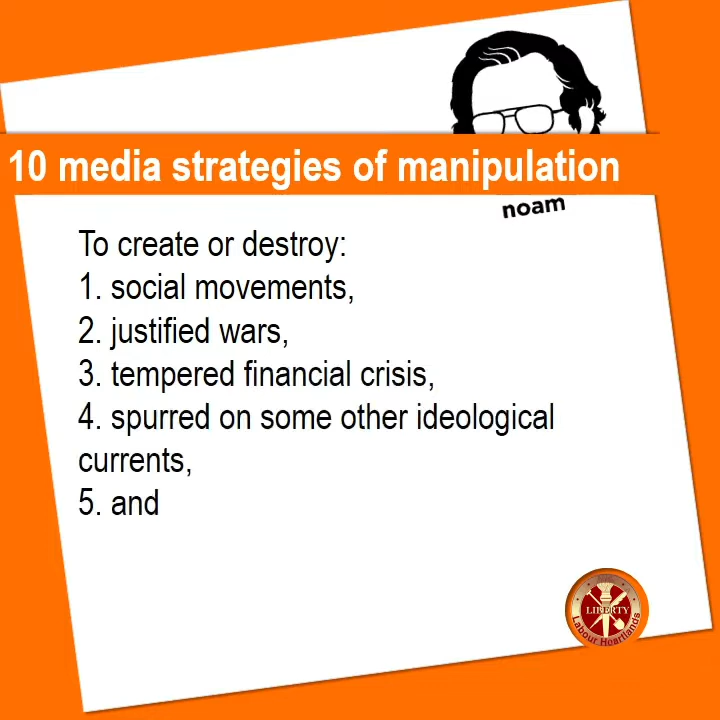 10 media strategies of manipulation
noam
To create or destroy:
1. social movements,
2. justified wars,
3. tempered financial crisis,
4. spurred on some other ideological
currents,
5. and
LIBERTY
Labour Heartlands